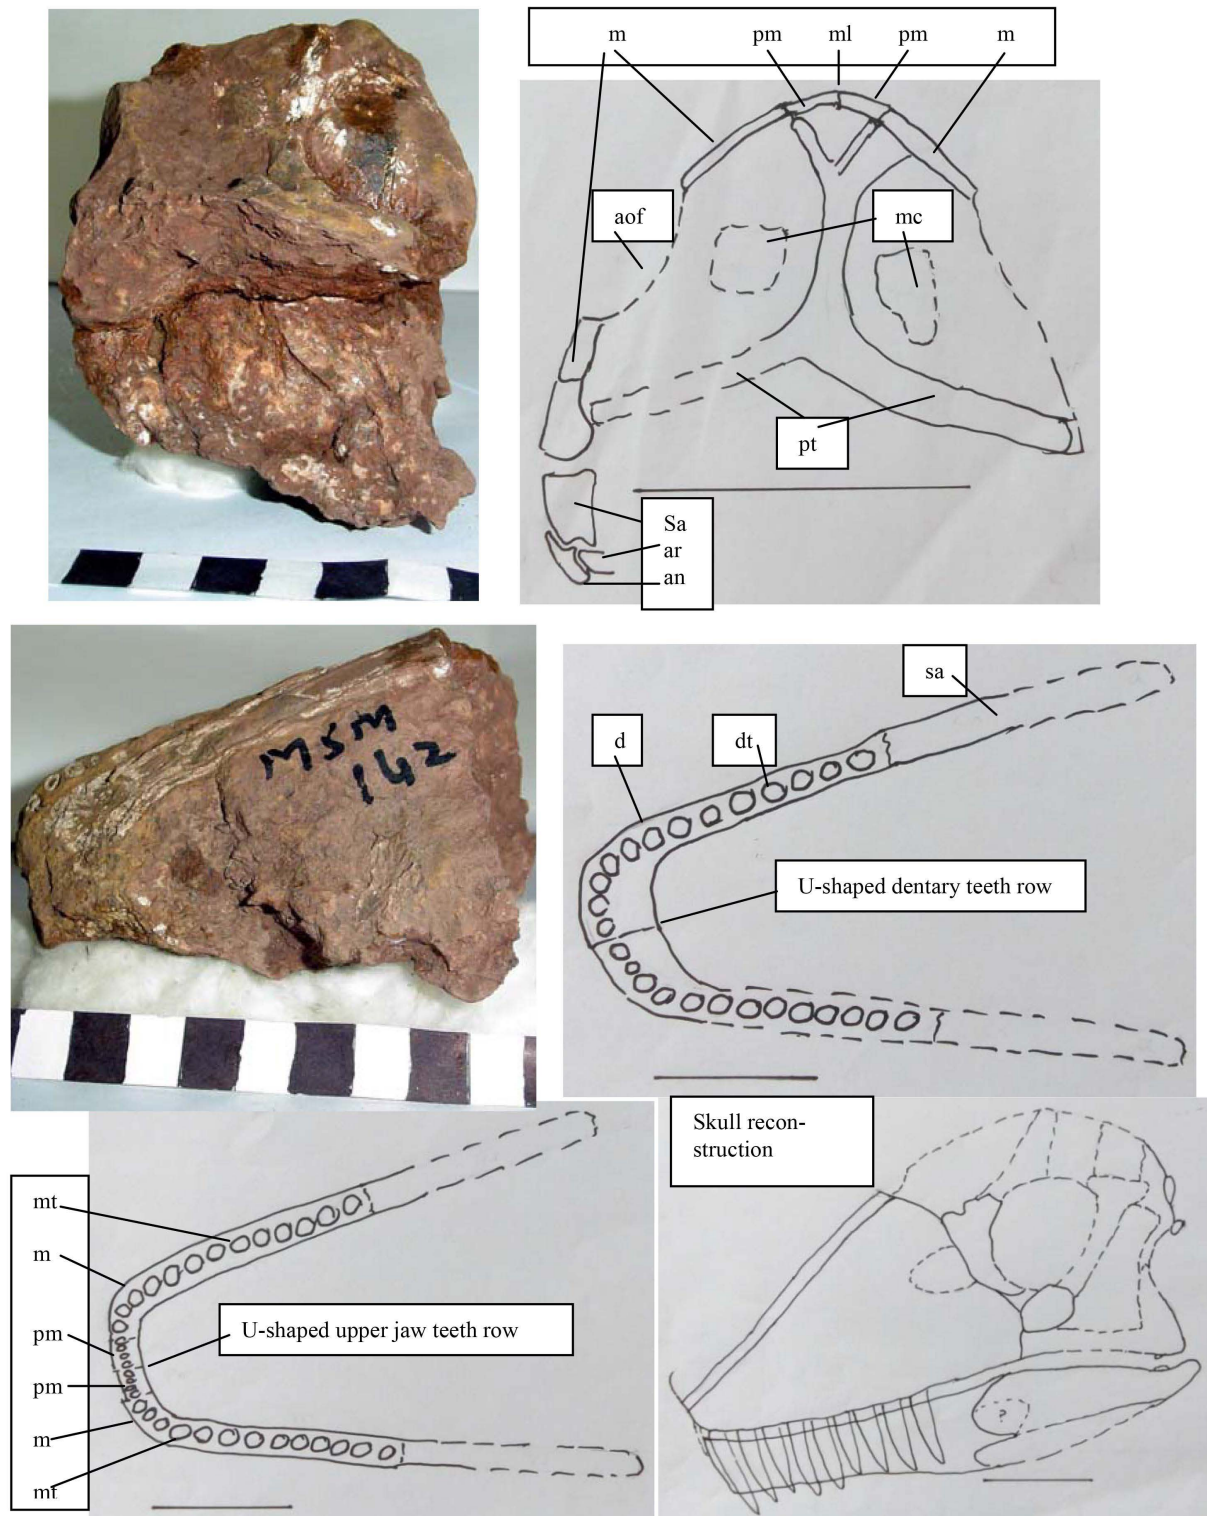 m pm ml pm m
aof
mc
pt
Sa
ar
an
MSM
142
sa
d
dt
U-shaped dentary teeth row
mt
m
pm
U-shaped upper jaw teeth row
pm
m
mt
Skull recon-
struction
?